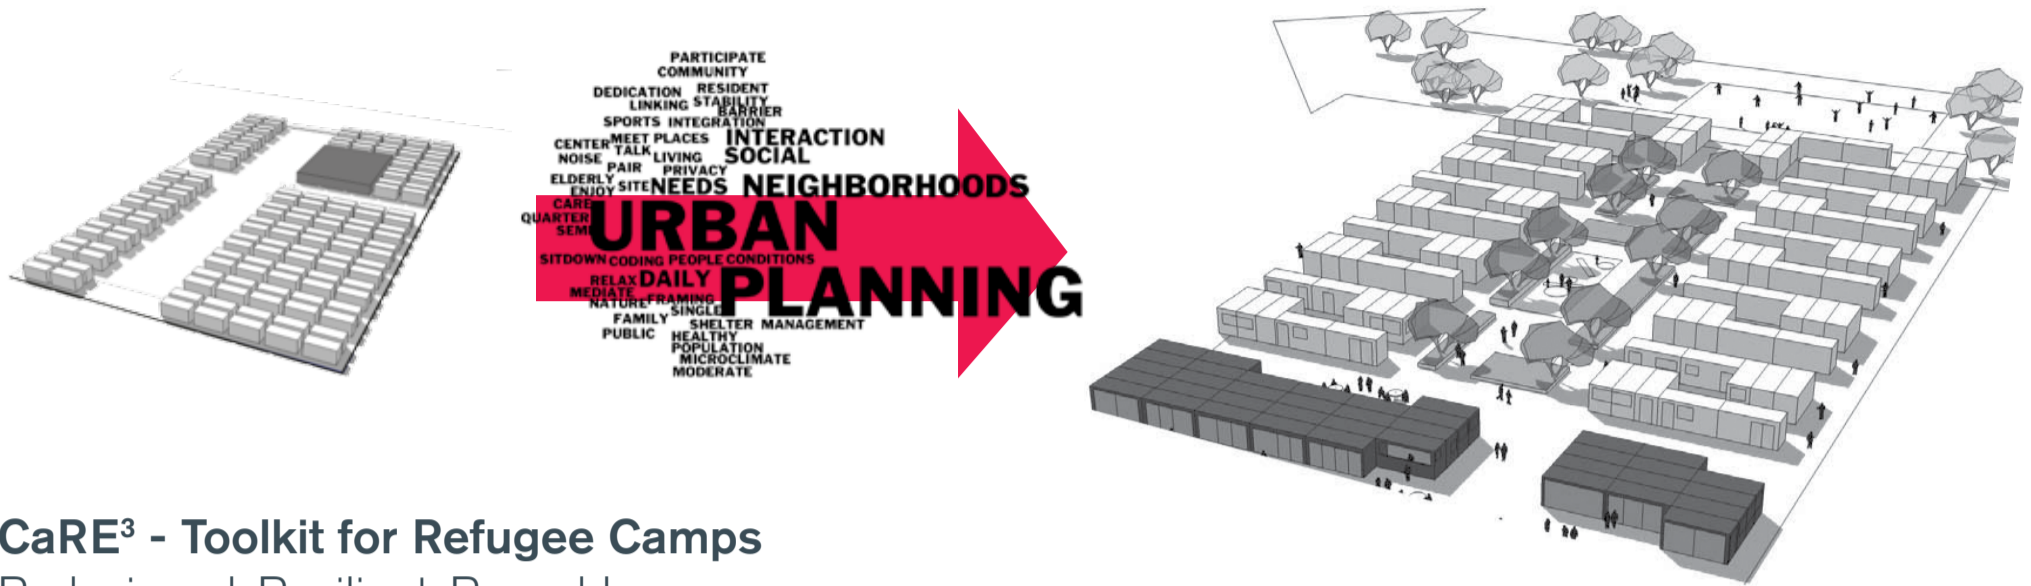 PARTICIPATE
COMMUNITY
DEDICATION RESIDENT
LINKING STABILITY
BARRIER
SPORTS INTEGRATION
CENTER MEET PLACES INTERACTION
NOISE TALK LIVING SOCIAL
PAIR PRIVACY
ELDERLY SITE NEEDS NEIGHBORHOODS
ENJOY
CARE
QUARTER URBAN
SEMI
SITDOWN CODING PEOPLE CONDITIONS
RELAX DAILY PLANNING
MEDIATE
NATURE FRAMING
SINGLE
FAMILY SHELTER MANAGEMENT
PUBLIC HEALTHY
POPULATION
MICROCLIMATE
MODERATE
CaRE³ - Toolkit for Refugee Camps